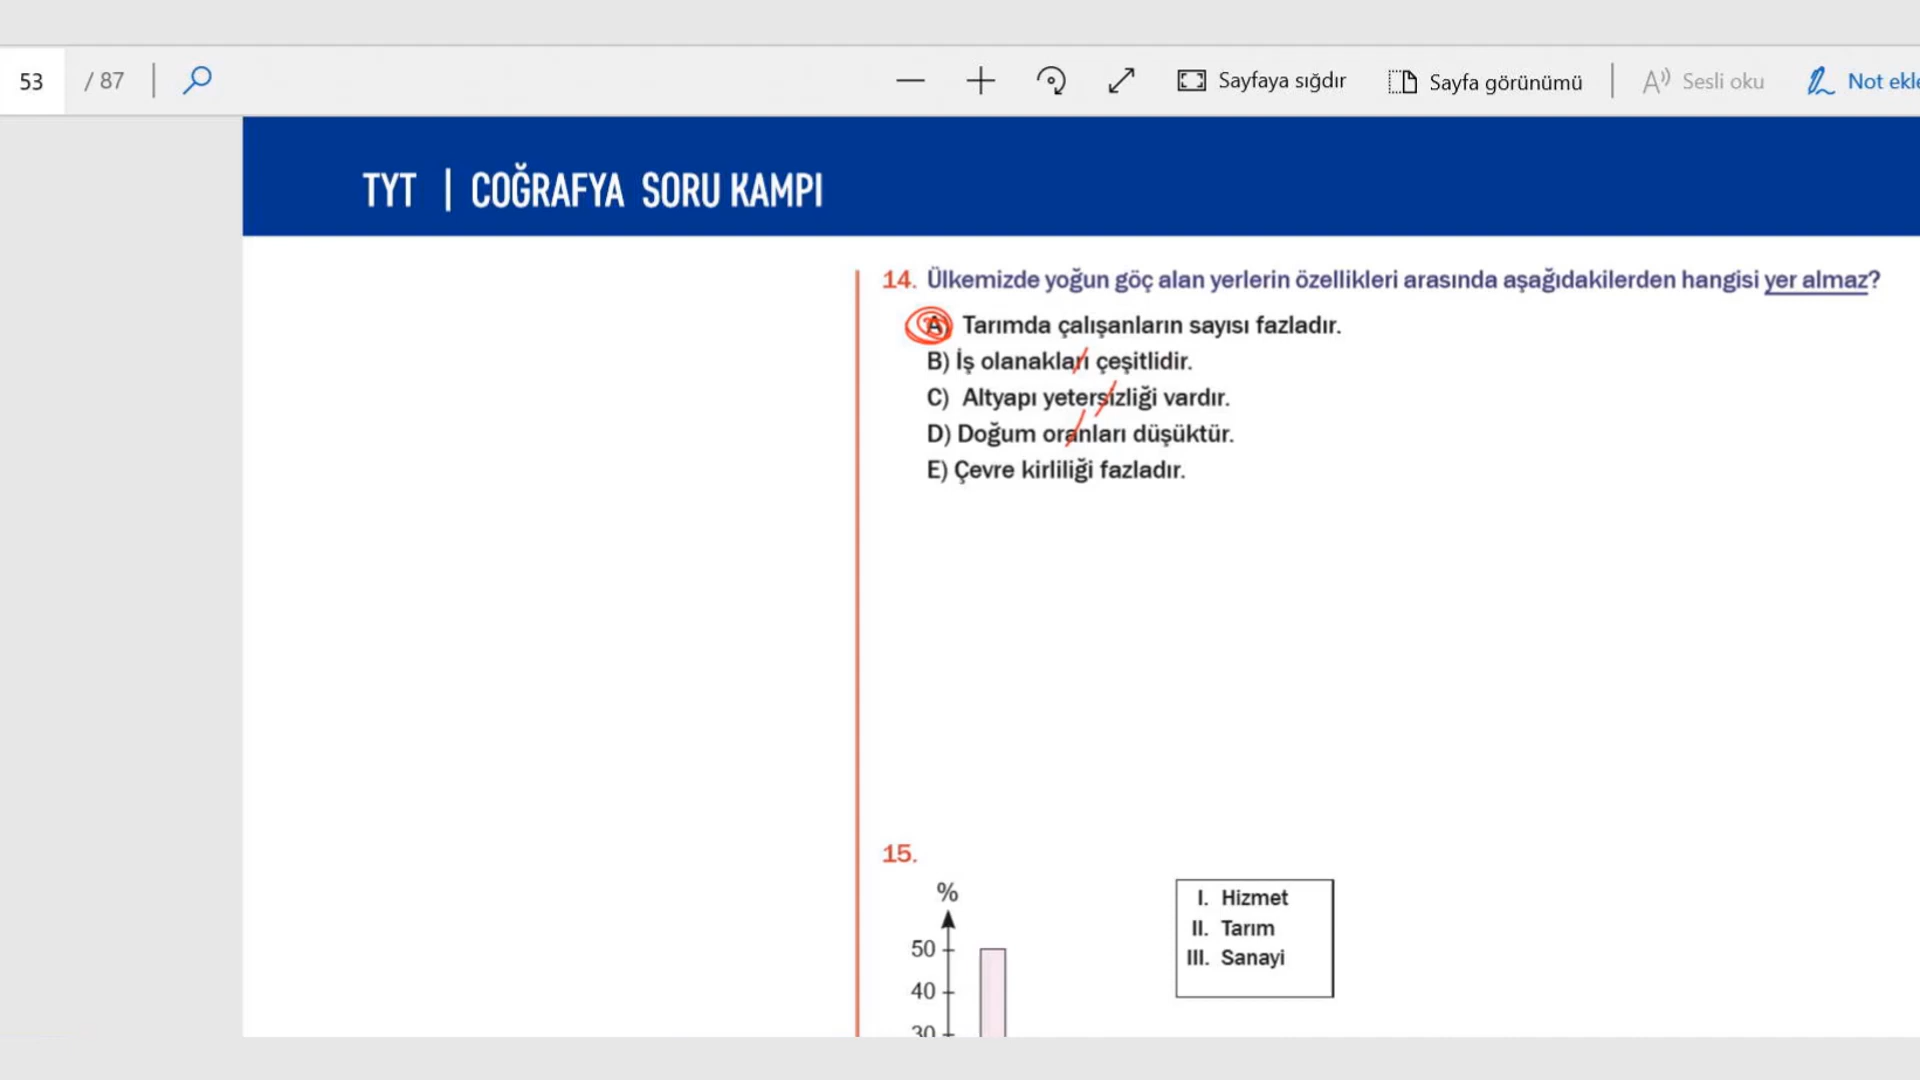 53 / 87 Sayfaya sığdır Sayfa görünümü Sesli oku Not ekle
TYT | COĞRAFYA SORU KAMPI
14. Ülkemizde yoğun göç alan yerlerin özellikleri arasında aşağıdakilerden hangisi yer almaz?
A) Tarımda çalışanların sayısı fazladır.
B) İş olanakları çeşitlidir.
C) Altyapı yetersizliği vardır.
D) Doğum oranları düşüktür.
E) Çevre kirliliği fazladır.
15.
%
50
40
30
I. Hizmet
II. Tarım
III. Sanayi